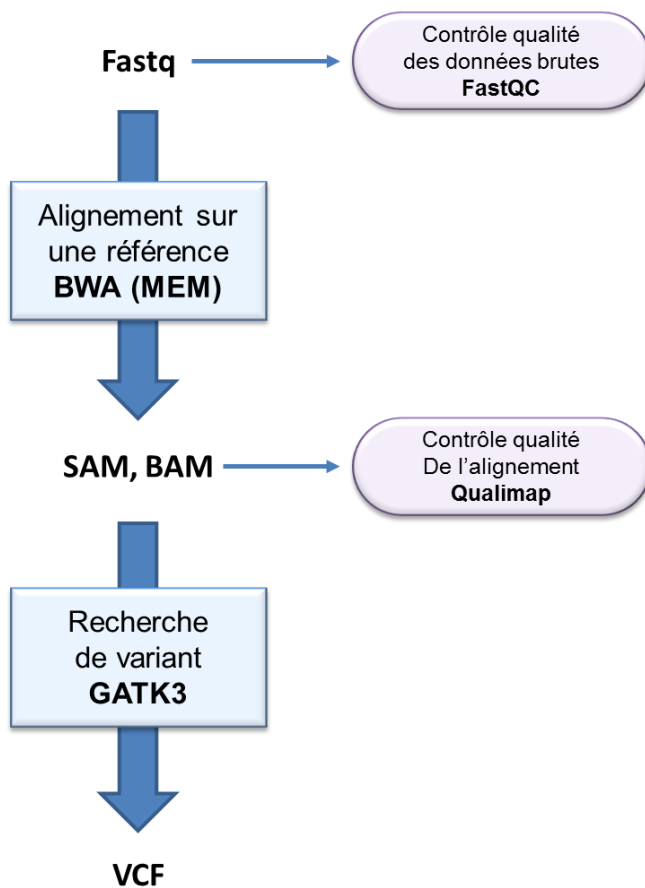 Fastq
Contrôle qualité
des données brutes
FastQC
Alignement sur
une référence
BWA (MEM)
SAM, BAM
Contrôle qualité
De l’alignement
Qualimap
Recherche
de variant
GATK3
VCF